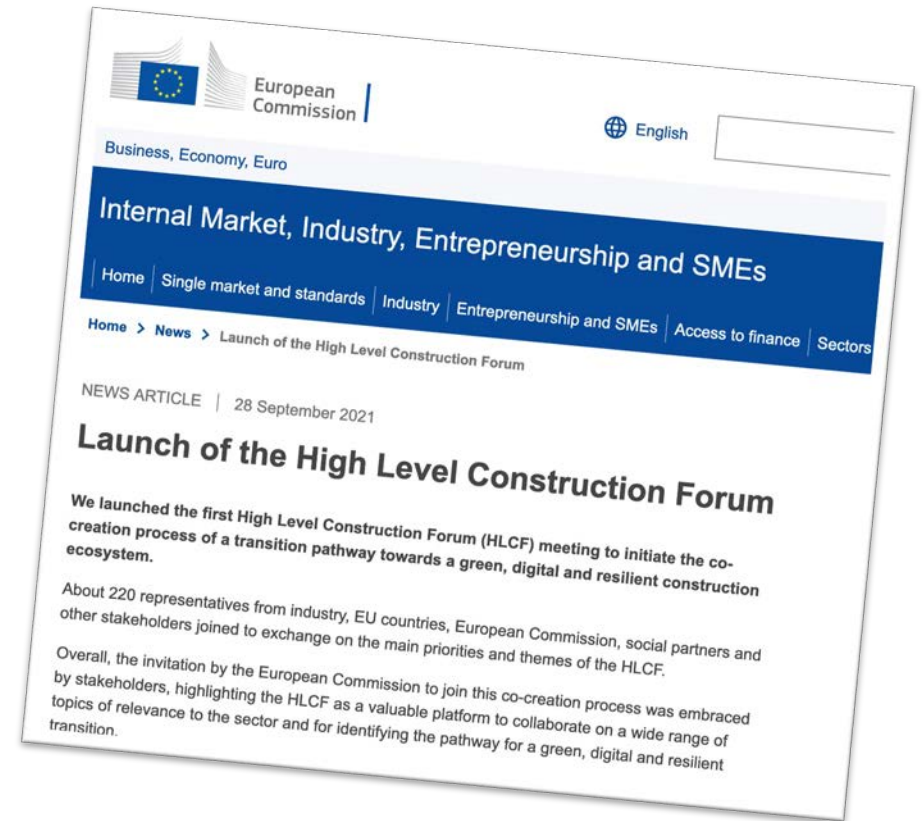 European
Commission
English
Business, Economy, Euro
Internal Market, Industry, Entrepreneurship and SMEs
Home Single market and standards Industry Entrepreneurship and SMEs Access to finance Sectors
Home > News > Launch of the High Level Construction Forum
NEWS ARTICLE | 28 September 2021
Launch of the High Level Construction Forum
We launched the first High Level Construction Forum (HLCF) meeting to initiate the co-
creation process of a transition pathway towards a green, digital and resilient construction
ecosystem.
About 220 representatives from industry, EU countries, European Commission, social partners and
other stakeholders joined to exchange on the main priorities and themes of the HLCF.
Overall, the invitation by the European Commission to join this co-creation process was embraced
by stakeholders, highlighting the HLCF as a valuable platform to collaborate on a wide range of
topics of relevance to the sector and for identifying the pathway for a green, digital and resilient
transition.